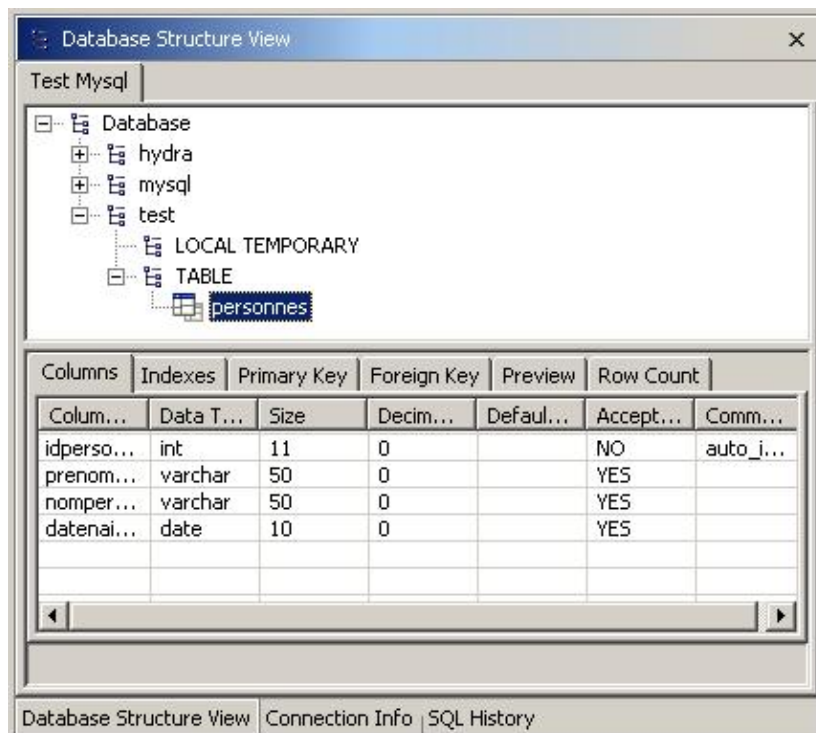 Database Structure View
Test Mysql
Database
hydra
mysql
test
LOCAL TEMPORARY
TABLE
personnes
Columns Indexes Primary Key Foreign Key Preview Row Count
Colum... Data T... Size Decim... Defaul... Accept... Comm...
idperso... int 11 0 NO auto_i...
prenom... varchar 50 0 YES
nomper... varchar 50 0 YES
datenai... date 10 0 YES
Database Structure View Connection Info SQL History